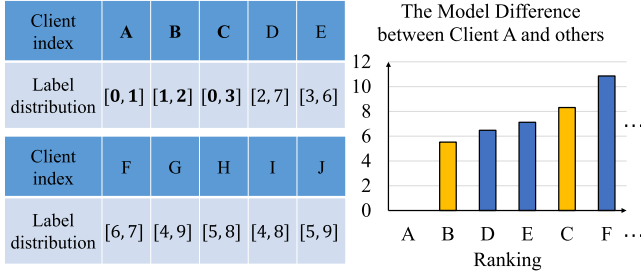 Client index A B C D E
Label distribution [0, 1] [1, 2] [0, 3] [2, 7] [3, 6]
Client index F G H I J
Label distribution [6, 7] [4, 9] [5, 8] [4, 8] [5, 9]
The Model Difference
between Client A and others
12
10
8
6
4
2
0
...
A B D E C F ...
Ranking